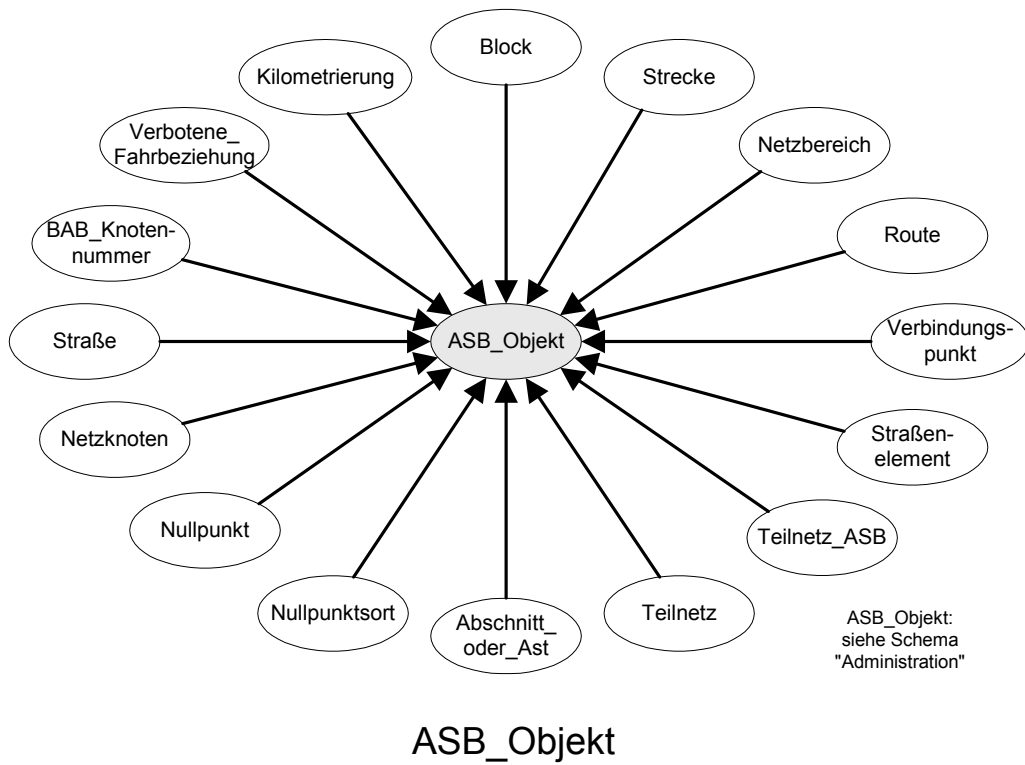 Block
Kilometrierung
Strecke
Verbotene_
Fahrbeziehung
Netzbereich
BAB_Knoten-
nummer
Route
Straße
ASB_Objekt
Verbindungs-
punkt
Netzknoten
Straßen-
element
Nullpunkt
Teilnetz_ASB
Nullpunktsort
Abschnitt_
oder_Ast
Teilnetz
ASB_Objekt:
siehe Schema
"Administration"
ASB_Objekt